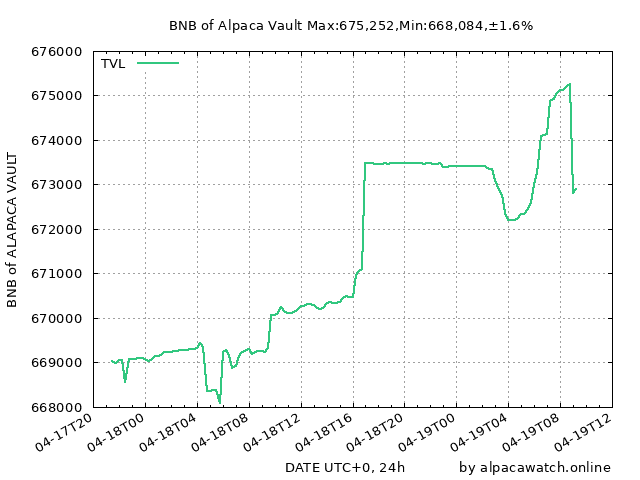 BNB of Alpaca Vault Max:675,252,Min:668,084,±1.6%
676000
TVL
675000
674000
673000
672000
671000
670000
669000
668000
BNB of ALAPACA VAULT
04-17T20
04-18T00
04-18T04
04-18T08
04-18T12
04-18T16
04-18T20
04-19T00
04-19T04
04-19T08
04-19T12
DATE UTC+0, 24h
by alpacawatch.online